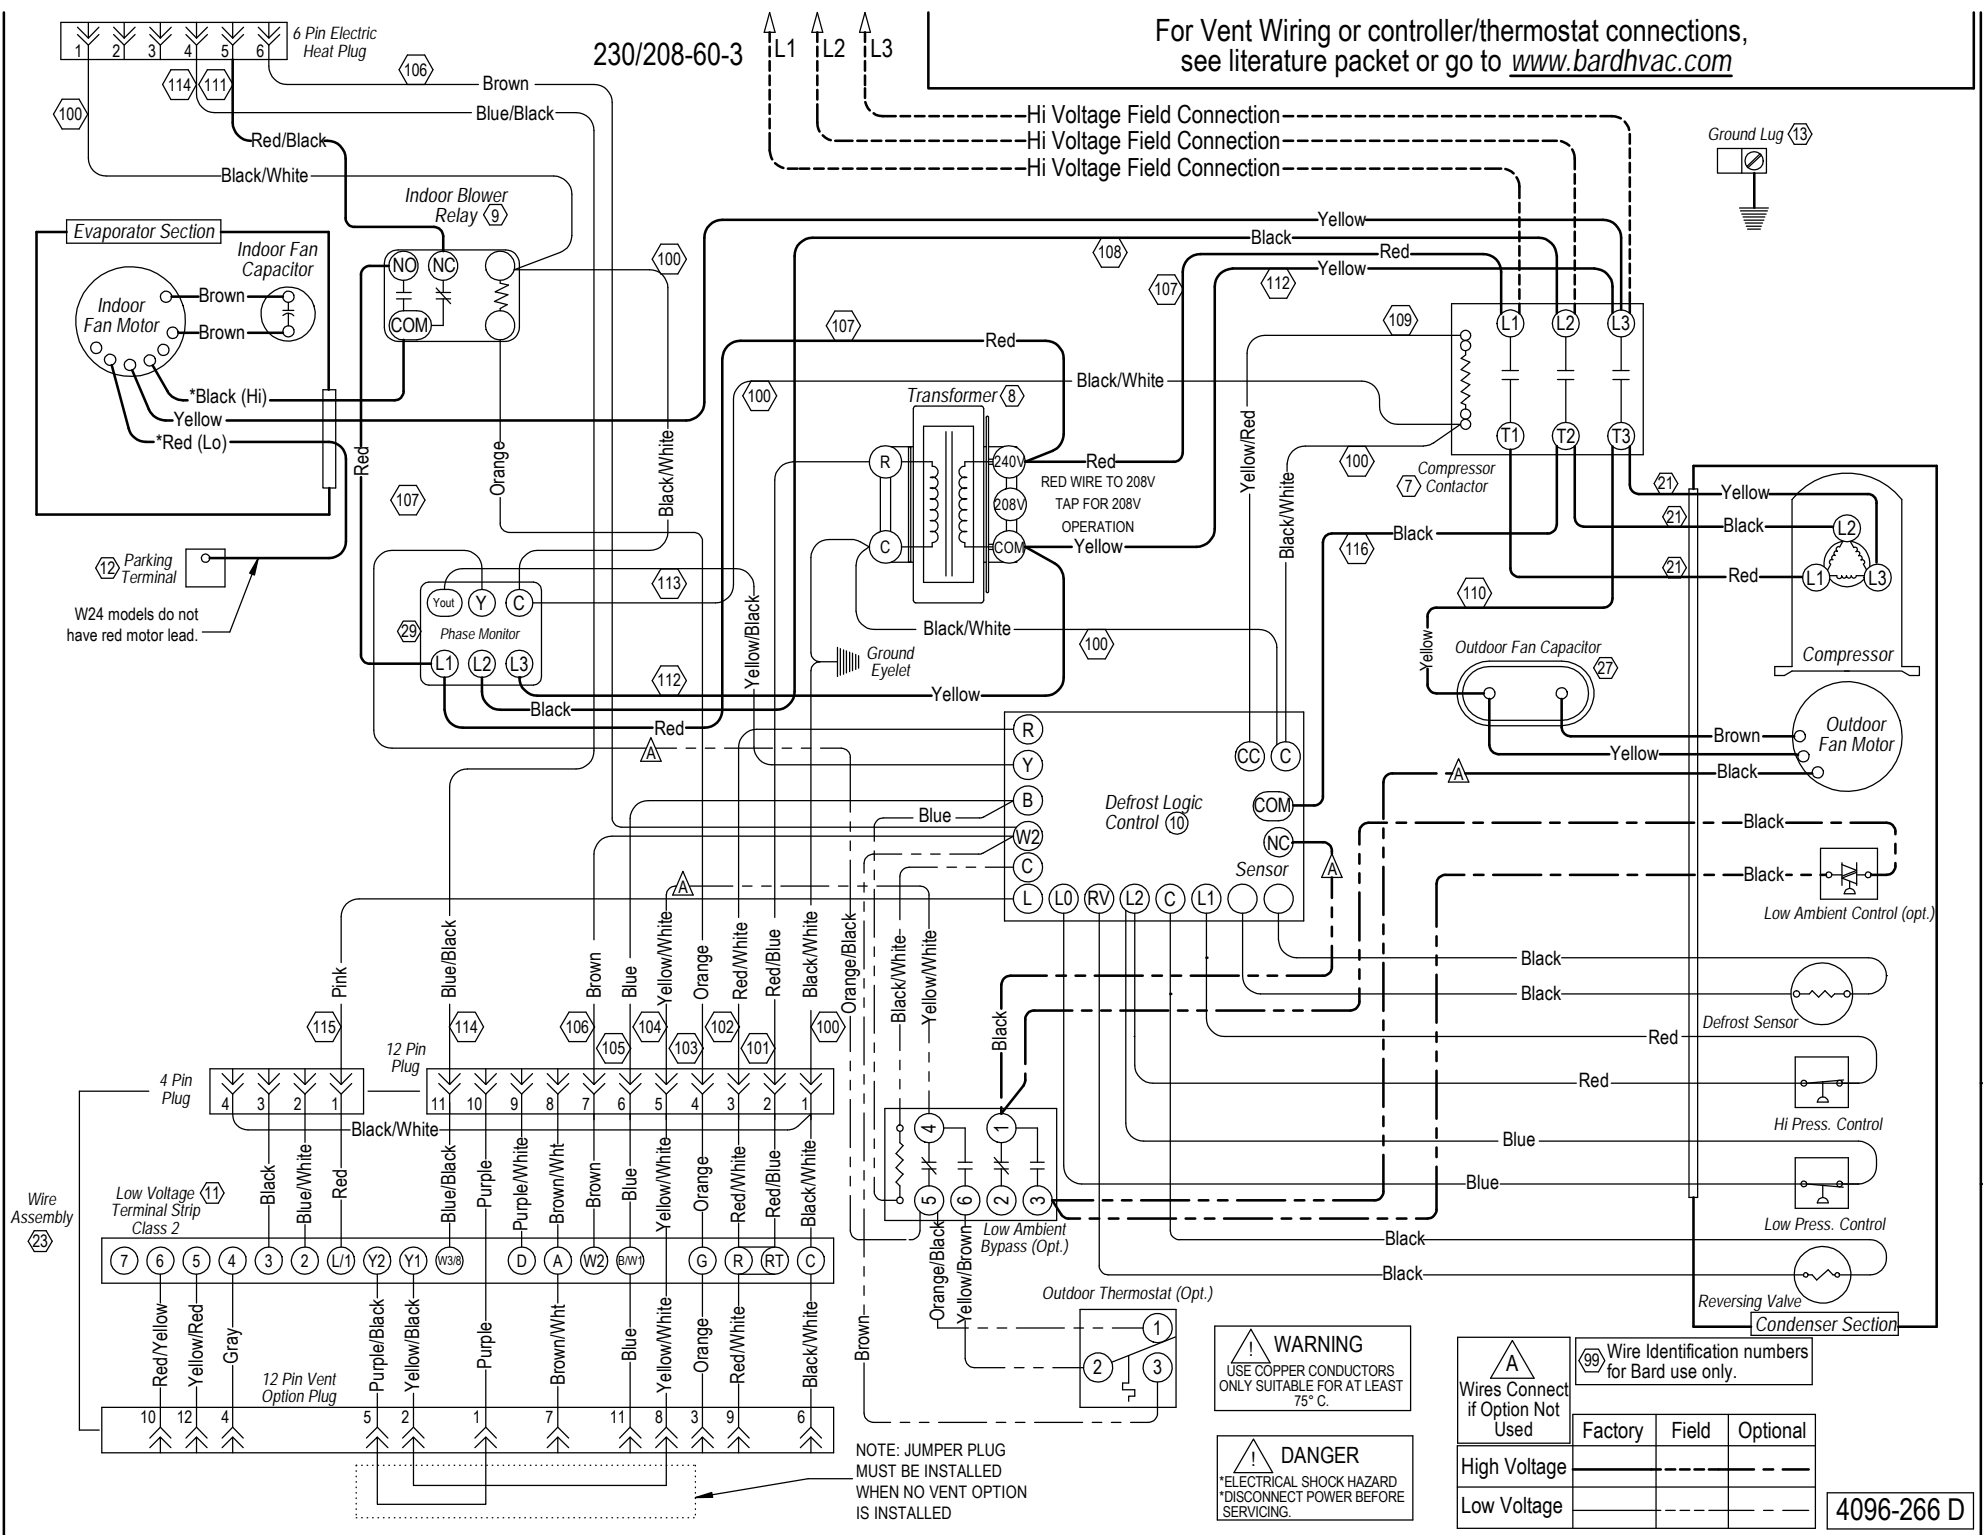 6 Pin Electric
Heat Plug
1 2 3 4 5 6
230/208-60-3
L1 L2 L3
For Vent Wiring or controller/thermostat connections,
see literature packet or go to www.bardhvac.com
114 111
106
Brown
100
Blue/Black
Hi Voltage Field Connection
Hi Voltage Field Connection
Hi Voltage Field Connection
Red/Black
Black/White
Ground Lug 13
Indoor Blower
Relay 9
Evaporator Section
Indoor Fan
Capacitor
Indoor
Fan Motor
Brown
Brown
*Black (Hi)
Yellow
*Red (Lo)
NO NC
COM
100
Yellow
Black
108
Red
107
112
Yellow
107
Red
109
L1 L2 L3
Black/White
100
Transformer 8
Yellow/Red
T1 T2 T3
Red
107
Orange
Black/White
R
C
240V
208V
COM
Red
RED WIRE TO 208V
TAP FOR 208V
OPERATION
Yellow
Black/White
100
Compressor
Contactor
7
21
Yellow
21
Black
21
Red
L2
L1 L3
Compressor
116
Black
110
Yellow
12
Parking
Terminal
W24 models do not
have red motor lead.
Yout Y C
29
Phase Monitor
L1 L2 L3
113
Yellow/Black
Black/White
100
Ground
Eyelet
112
Yellow
Black
Red
A
Outdoor Fan Capacitor
27
Outdoor
Fan Motor
Brown
Yellow
Black
A
R
Y
B
W2
C
L
CC C
COM
NC
Defrost Logic
Control 10
Sensor
L0 RV L2 C L1
Blue
A
A
Black
Black
Low Ambient Control (opt.)
Pink
Blue/Black
Brown
Blue
Yellow/White
Orange
Red/White
Red/Blue
Black/White
Orange/Black
Black/White
Yellow/White
Black
Black
Black
Defrost Sensor
Red
Red
Hi Press. Control
Blue
Blue
Low Press. Control
Black
Black
Reversing Valve
Condenser Section
115
114
106
105
104
103
102
101
100
12 Pin
Plug
4 Pin
Plug
4 3 2 1
11 10 9 8 7 6 5 4 3 2 1
Black/White
Wire
Assembly
23
Low Voltage 11
Terminal Strip
Class 2
Black
Blue/White
Red
Blue/Black
Purple
Purple/White
Brown/Wht
Brown
Blue
Yellow/White
Orange
Red/White
Red/Blue
Black/White
7 6 5 4 3 2 L/1 Y2 Y1 W3/8 D A W2 B/W1 G R RT C
4 1
5 6 2 3
Low Ambient
Bypass (Opt.)
Orange/Black
Yellow/Brown
Brown
Outdoor Thermostat (Opt.)
1
2 3
Red/Yellow
Yellow/Red
Gray
Purple/Black
Yellow/Black
Purple
Brown/Wht
Blue
Yellow/White
Orange
Red/White
Black/White
12 Pin Vent
Option Plug
10 12 4 5 2 1 7 11 8 3 9 6
NOTE: JUMPER PLUG
MUST BE INSTALLED
WHEN NO VENT OPTION
IS INSTALLED
! WARNING
USE COPPER CONDUCTORS
ONLY SUITABLE FOR AT LEAST
75° C.
! DANGER
*ELECTRICAL SHOCK HAZARD
*DISCONNECT POWER BEFORE
SERVICING.
A
Wires Connect
if Option Not
Used
99 Wire Identification numbers
for Bard use only.
Factory Field Optional
High Voltage
Low Voltage
4096-266 D